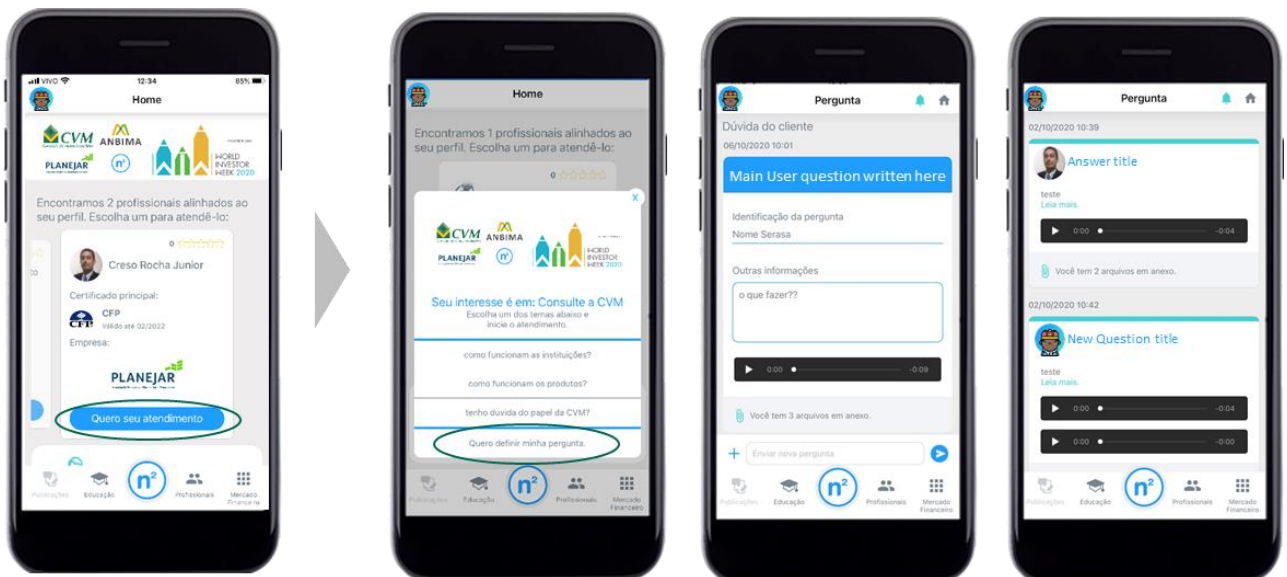 VIVO 12:34 85%
Home
CVM ANBIMA
PLANEJAR n² WORLD INVESTOR WEEK 2020
Encontramos 2 profissionais alinhados ao
seu perfil. Escolha um para atendê-lo:
0
Creso Rocha Junior
Certificado principal:
CFP
CFP
Válido até 02/2022
Empresa:
PLANEJAR
Quero seu atendimento
Publicações Educação n² Profissionais Mercado Financeiro
Home
Encontramos 1 profissionais alinhados ao
seu perfil. Escolha um para atendê-lo:
0
X
CVM ANBIMA
PLANEJAR n² WORLD INVESTOR WEEK 2020
Seu interesse é em: Consulte a CVM
Escolha um dos temas abaixo e
inicie o atendimento.
como funcionam as instituições?
como funcionam os produtos?
tenho duvida do papel da CVM?
Quero definir minha pergunta.
Publicações Educação n² Profissionais Mercado Financeiro
Pergunta
Dúvida do cliente
06/10/2020 10:01
Main User question written here
Identificação da pergunta
Nome Serasa
Outras informações
o que fazer??
0:00 -0:09
Você tem 3 arquivos em anexo.
+ Enviar nova pergunta
Publicações Educação n² Profissionais Mercado Financeiro
Pergunta
02/10/2020 10:39
Answer title
teste
Leia mais.
0:00 -0:04
Você tem 2 arquivos em anexo.
02/10/2020 10:42
New Question title
teste
Leia mais.
0:00 -0:04
0:00 -0:00
Publicações Educação n² Profissionais Mercado Financeiro